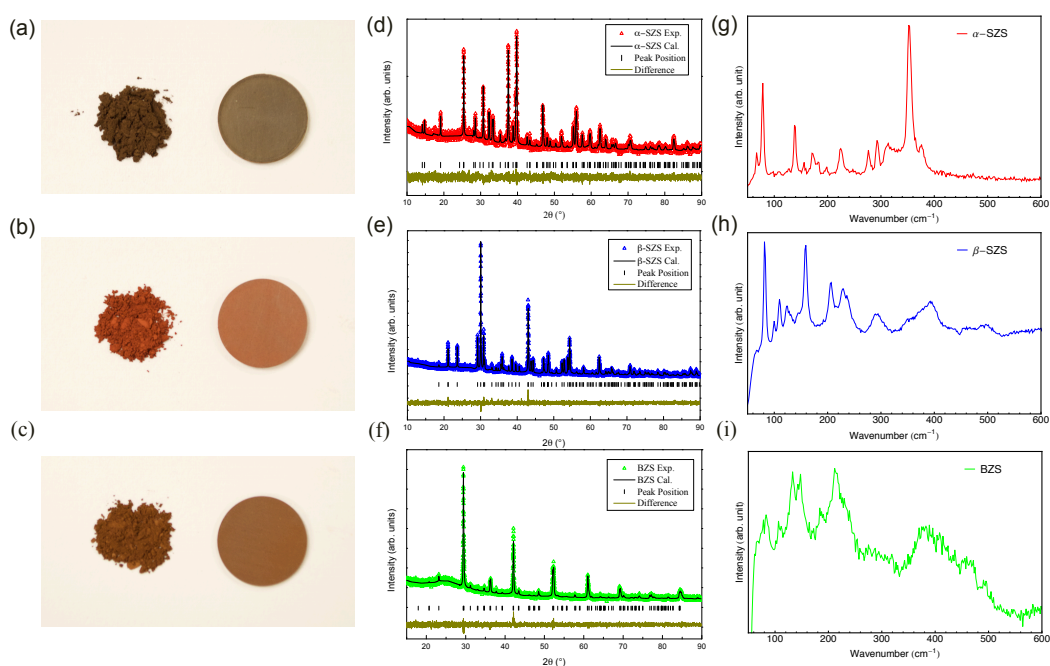 (a)
(d)
Intensity (arb. units)
α−SZS Exp.
α−SZS Cal.
Peak Position
Difference
10 20 30 40 50 60 70 80 90
2θ (°)
(g)
Intensity (arb. unit)
α−SZS
100 200 300 400 500 600
Wavenumber (cm⁻¹)
(b)
(e)
Intensity (arb. units)
β-SZS Exp.
β-SZS Cal.
Peak Position
Difference
10 20 30 40 50 60 70 80 90
2θ (°)
(h)
Intensity (arb. unit)
β−SZS
100 200 300 400 500 600
Wavenumber (cm⁻¹)
(c)
(f)
Intensity (arb. units)
BZS Exp.
BZS Cal.
Peak Position
Difference
20 30 40 50 60 70 80 90
2θ (°)
(i)
Intensity (arb. unit)
BZS
100 200 300 400 500 600
Wavenumber (cm⁻¹)